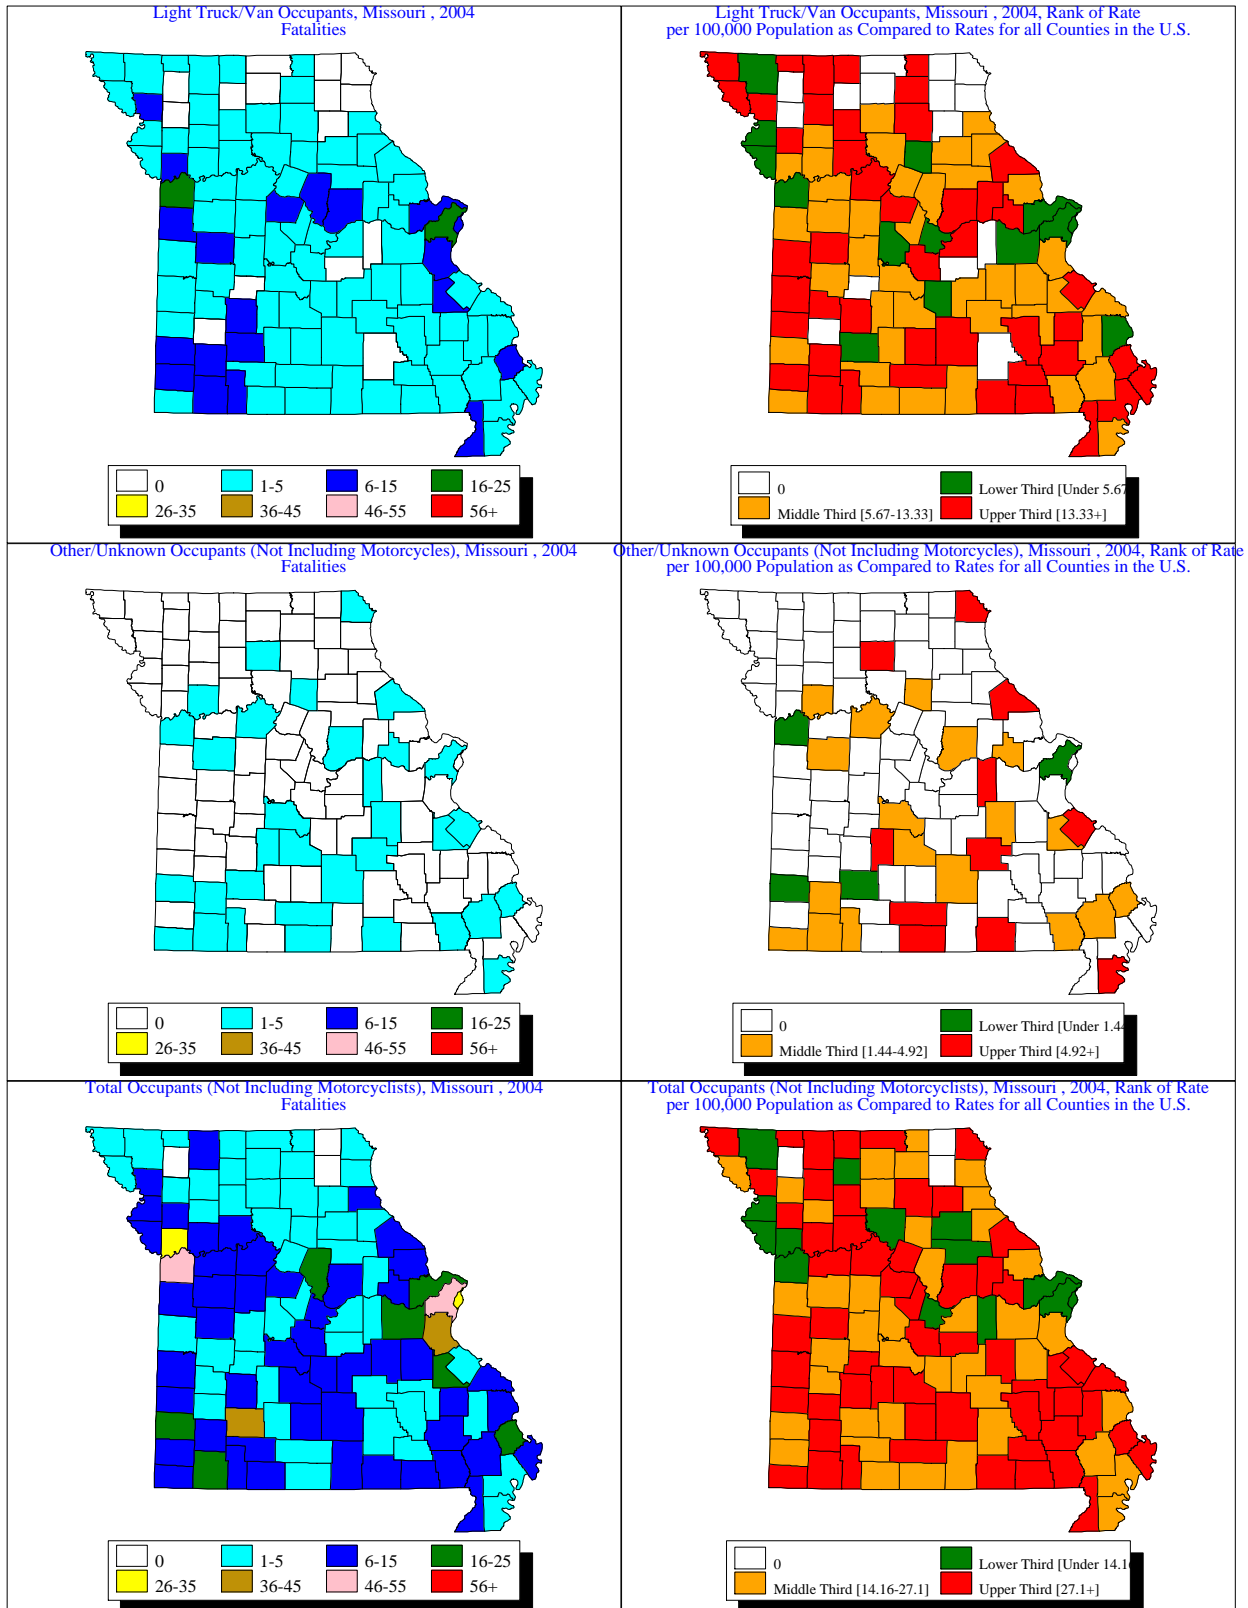 Light Truck/Van Occupants, Missouri , 2004
Fatalities
0
1-5
6-15
16-25
26-35
36-45
46-55
56+
Light Truck/Van Occupants, Missouri , 2004, Rank of Rate
per 100,000 Population as Compared to Rates for all Counties in the U.S.
0
Lower Third [Under 5.67
Middle Third [5.67-13.33]
Upper Third [13.33+]
Other/Unknown Occupants (Not Including Motorcycles), Missouri , 2004
Fatalities
0
1-5
6-15
16-25
26-35
36-45
46-55
56+
Other/Unknown Occupants (Not Including Motorcycles), Missouri , 2004, Rank of Rate
per 100,000 Population as Compared to Rates for all Counties in the U.S.
0
Lower Third [Under 1.44
Middle Third [1.44-4.92]
Upper Third [4.92+]
Total Occupants (Not Including Motorcyclists), Missouri , 2004
Fatalities
0
1-5
6-15
16-25
26-35
36-45
46-55
56+
Total Occupants (Not Including Motorcyclists), Missouri , 2004, Rank of Rate
per 100,000 Population as Compared to Rates for all Counties in the U.S.
0
Lower Third [Under 14.16
Middle Third [14.16-27.1]
Upper Third [27.1+]